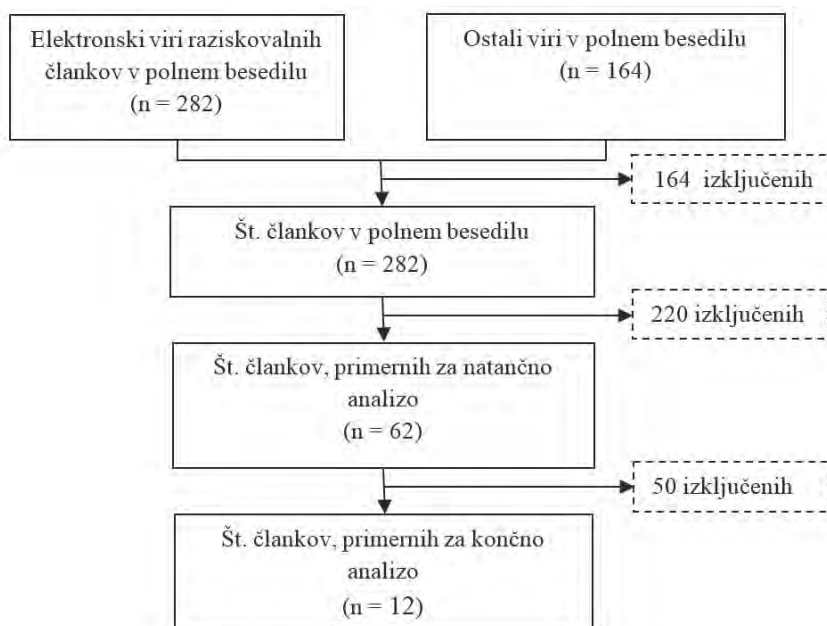 Elektronski viri raziskovalnih
člankov v polnem besedilu
(n = 282)
Ostali viri v polnem besedilu
(n = 164)
164 izključenih
Št. člankov v polnem besedilu
(n = 282)
220 izključenih
Št. člankov, primernih za natančno
analizo
(n = 62)
50 izključenih
Št. člankov, primernih za končno
analizo
(n = 12)